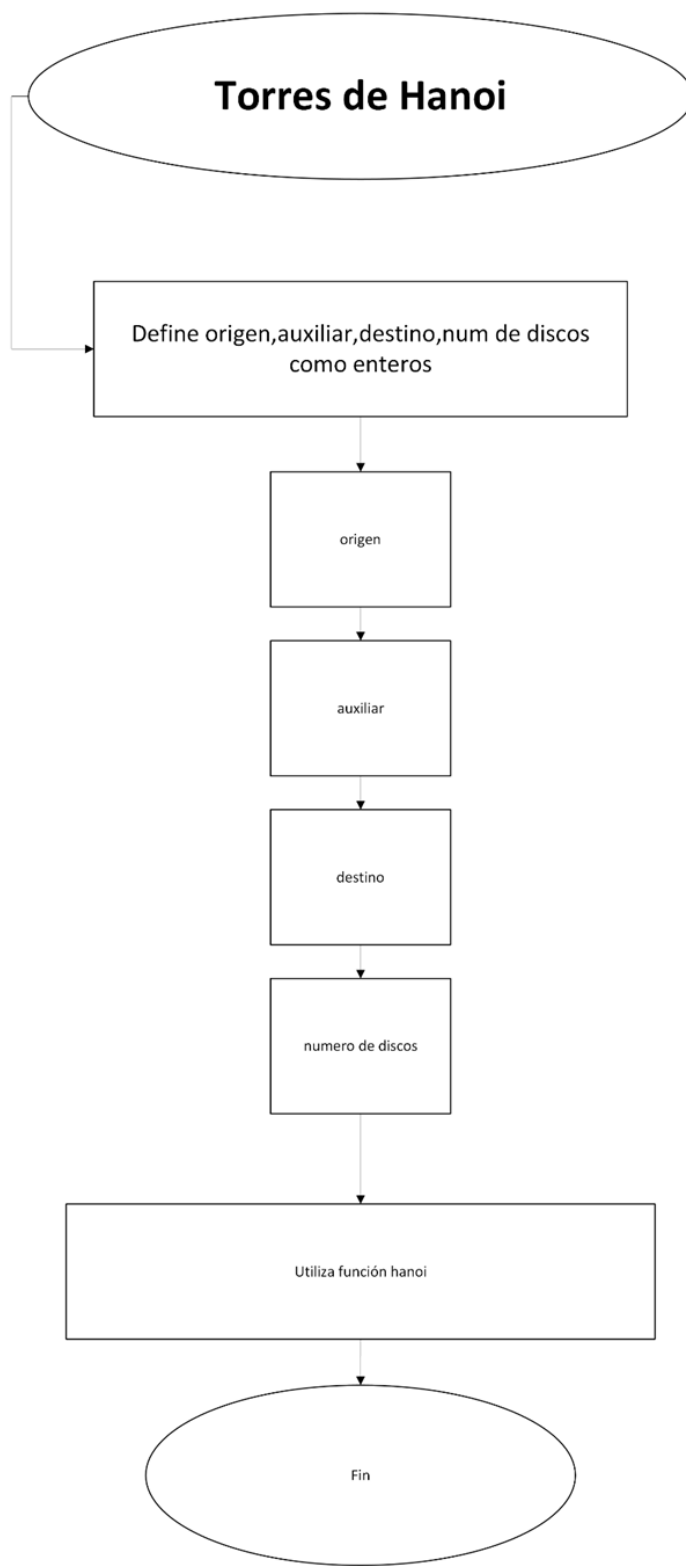 Torres de Hanoi
Define origen,auxiliar,destino,num de discos
como enteros
origen
auxiliar
destino
numero de discos
Utiliza función hanoi
Fin